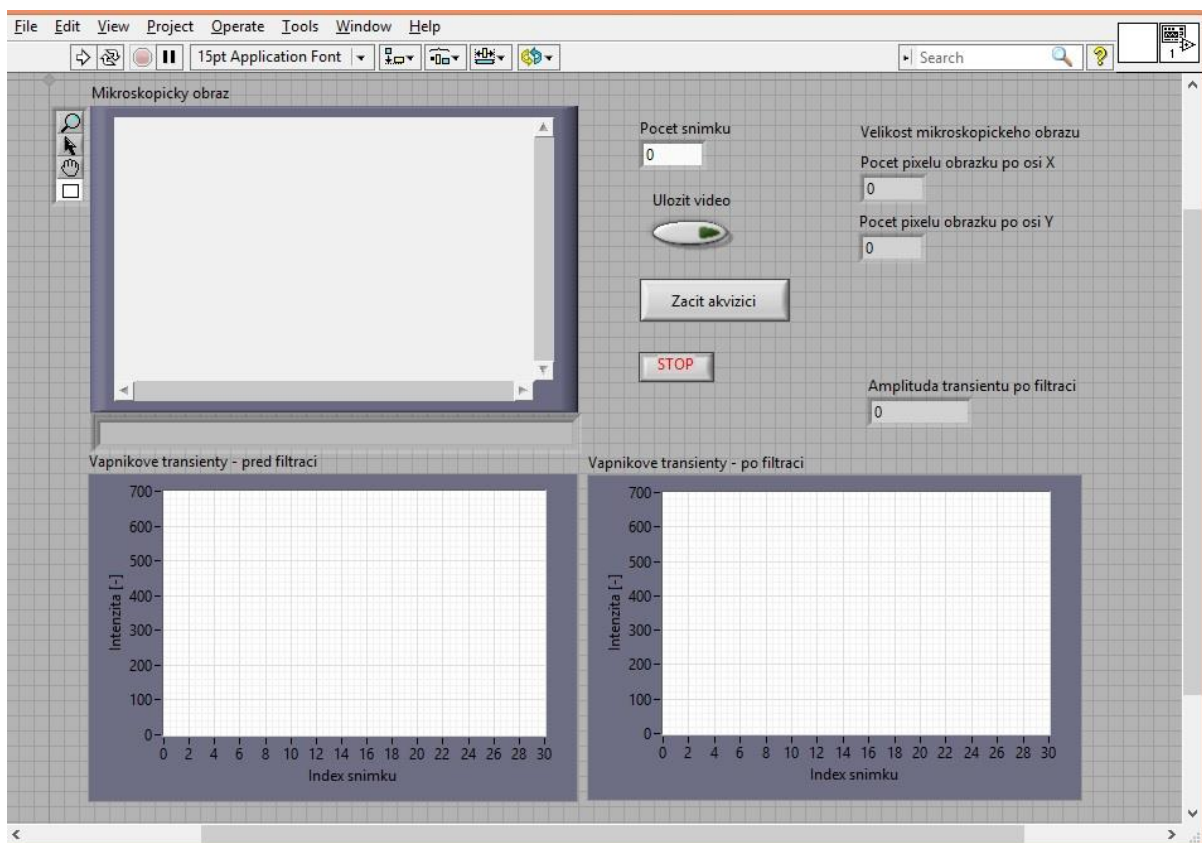 File Edit View Project Operate Tools Window Help
15pt Application Font
Search
?
1
Mikroskopicky obraz
Pocet snimku
0
Ulozit video
Zacit akvizici
STOP
Velikost mikroskopickeho obrazu
Pocet pixelu obrazku po osi X
0
Pocet pixelu obrazku po osi Y
0
Amplituda transientu po filtraci
0
Vapnikove transienty - pred filtraci
Intenzita [-]
700
600
500
400
300
200
100
0
0 2 4 6 8 10 12 14 16 18 20 22 24 26 28 30
Index snimku
Vapnikove transienty - po filtraci
Intenzita [-]
700
600
500
400
300
200
100
0
0 2 4 6 8 10 12 14 16 18 20 22 24 26 28 30
Index snimku